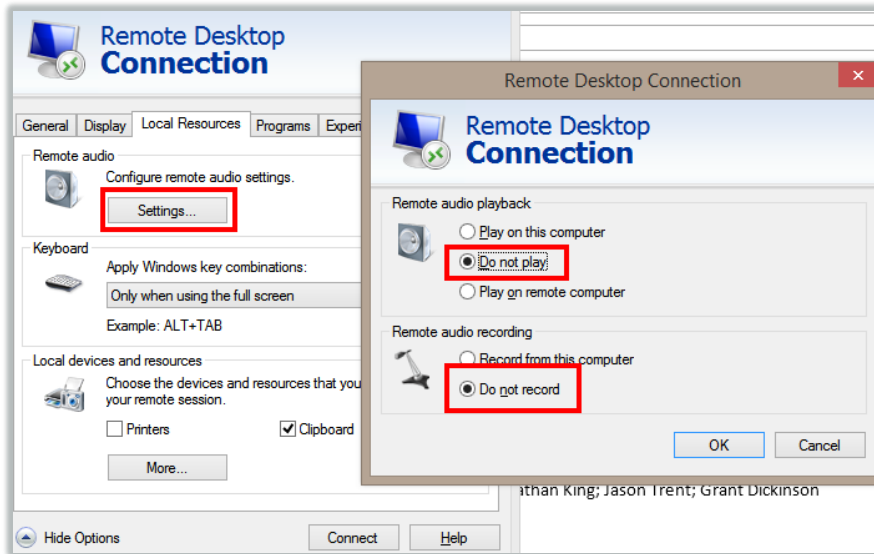 Remote Desktop
Connection
General Display Local Resources Programs Experi
Remote audio
Configure remote audio settings.
Settings...
Keyboard
Apply Windows key combinations:
Only when using the full screen
Example: ALT+TAB
Local devices and resources
Choose the devices and resources that you
your remote session.
Printers Clipboard
More...
Hide Options Connect Help
Remote Desktop Connection
Remote Desktop
Connection
Remote audio playback
Play on this computer
Do not play
Play on remote computer
Remote audio recording
Record from this computer
Do not record
OK Cancel
athan King; Jason Trent; Grant Dickinson